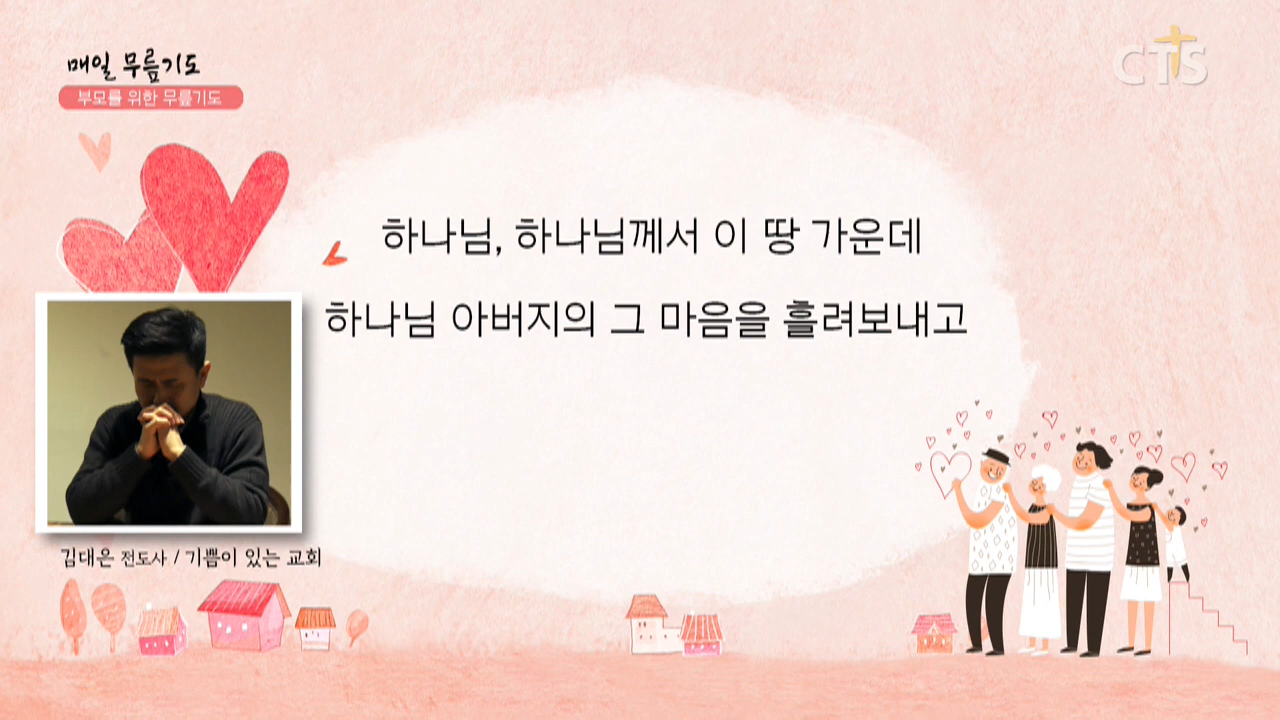 매일 무릎기도
부모를 위한 무릎기도
CTS
하나님, 하나님께서 이 땅 가운데
하나님 아버지의 그 마음을 흘려보내고
김대은 전도사 / 기쁨이 있는 교회